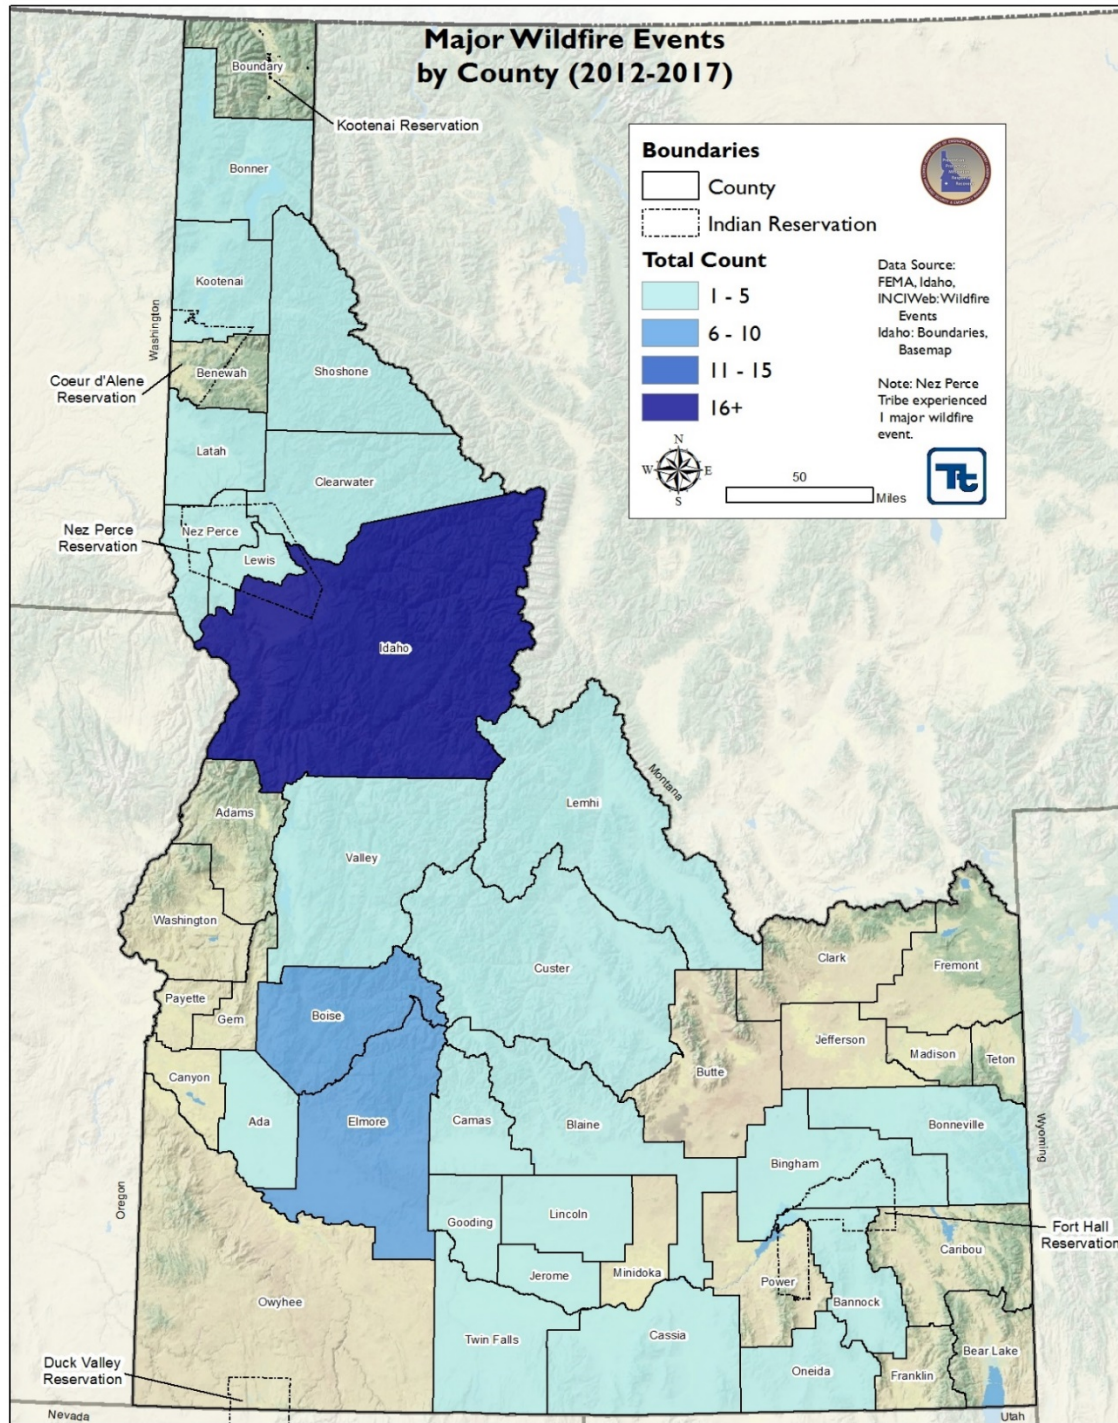 Major Wildfire Events
by County (2012-2017)
Boundary
Kootenai Reservation
Boundaries
County
Indian Reservation
Total Count
1 - 5
6 - 10
11 - 15
16+
Data Source:
FEMA, Idaho,
INCIWeb: Wildfire
Events
Idaho: Boundaries,
Basemap
Note: Nez Perce
Tribe experienced
1 major wildfire
event.
N
W
E
S
50
Miles
Tt
Bonner
Kootenai
Washington
Coeur d'Alene
Reservation
Benewah
Shoshone
Latah
Clearwater
Nez Perce
Reservation
Nez Perce
Lewis
Idaho
Montana
Lemhi
Adams
Valley
Washington
Custer
Clark
Fremont
Payette
Gem
Boise
Jefferson
Madison
Teton
Butte
Canyon
Ada
Elmore
Camas
Blaine
Bonneville
Wyoming
Bingham
Oregon
Gooding
Lincoln
Fort Hall
Reservation
Caribou
Jerome
Minidoka
Power
Bannock
Owyhee
Twin Falls
Cassia
Oneida
Franklin
Bear Lake
Duck Valley
Reservation
Nevada
Utah